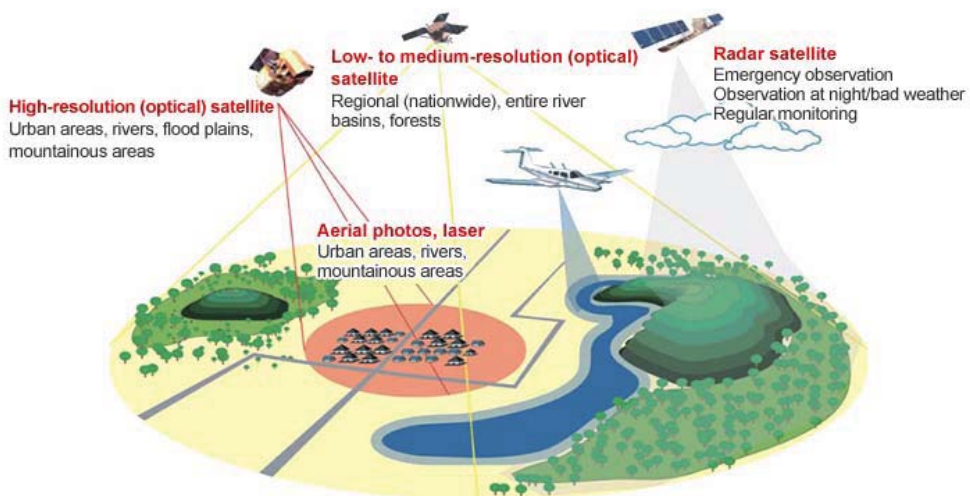 High-resolution (optical) satellite
Urban areas, rivers, flood plains,
mountainous areas
Low- to medium-resolution (optical)
satellite
Regional (nationwide), entire river
basins, forests
Radar satellite
Emergency observation
Observation at night/bad weather
Regular monitoring
Aerial photos, laser
Urban areas, rivers,
mountainous areas